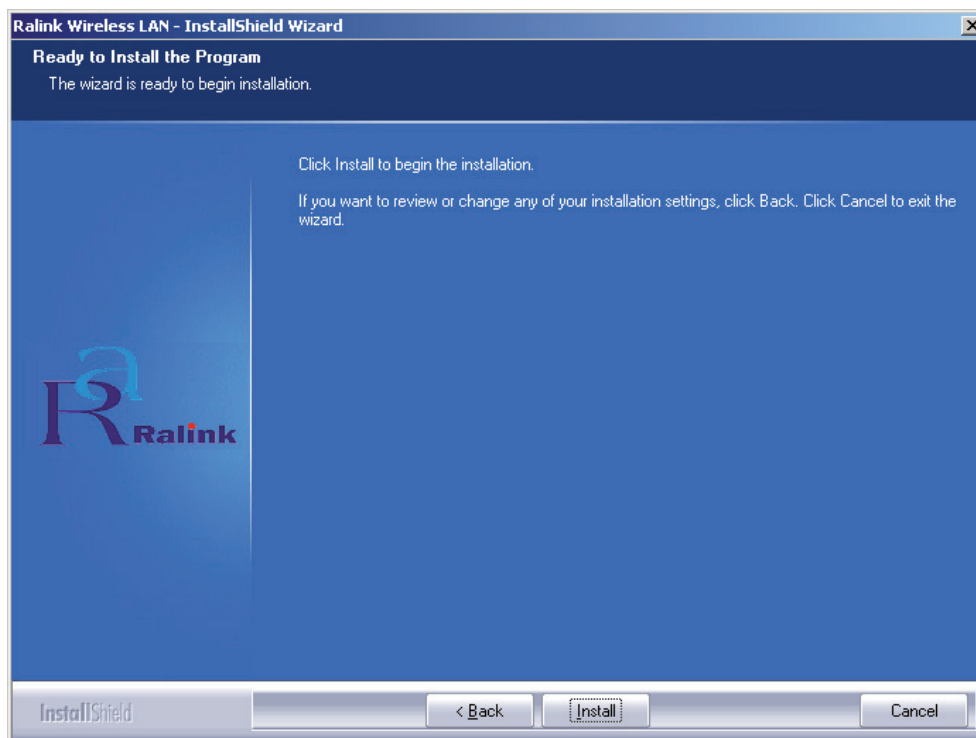 Ralink Wireless LAN - InstallShield Wizard
Ready to Install the Program
The wizard is ready to begin installation.
Click Install to begin the installation.
If you want to review or change any of your installation settings, click Back. Click Cancel to exit the
wizard.
Ra
Ralink
InstallShield
< Back
Install
Cancel